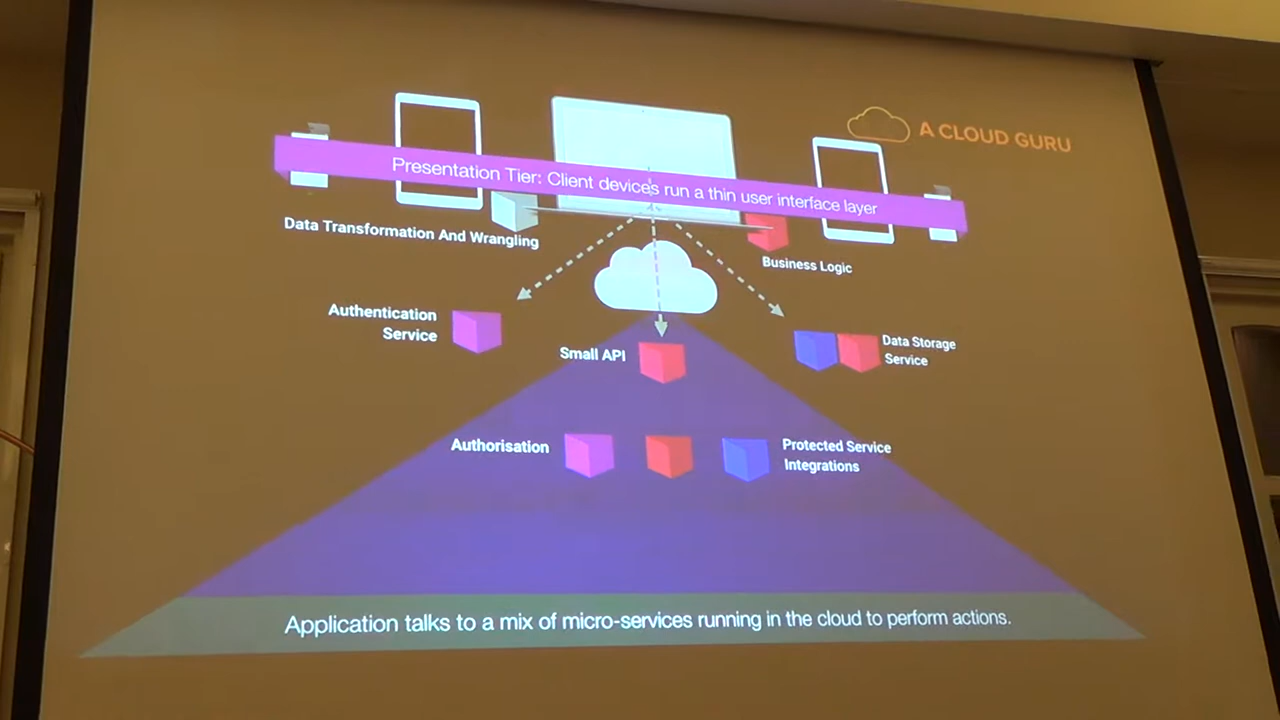 A CLOUD GURU
Presentation Tier: Client devices run a thin user interface layer
Data Transformation And Wrangling
Business Logic
Authentication
Service
Small API
Data Storage
Service
Authorisation
Protected Service
Integrations
Application talks to a mix of micro-services running in the cloud to perform actions.